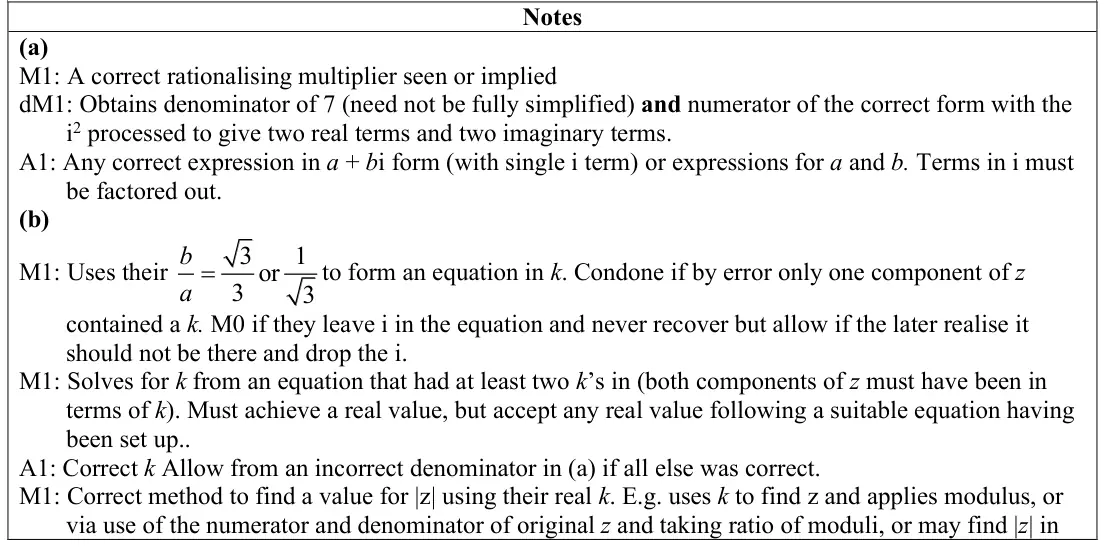 Notes
(a)
M1: A correct rationalising multiplier seen or implied
dM1: Obtains denominator of 7 (need not be fully simplified) and numerator of the correct form with the
i² processed to give two real terms and two imaginary terms.
A1: Any correct expression in a + bi form (with single i term) or expressions for a and b. Terms in i must
be factored out.
(b)
M1: Uses their b/a = √3/3 or 1/√3 to form an equation in k. Condone if by error only one component of z
contained a k. M0 if they leave i in the equation and never recover but allow if the later realise it
should not be there and drop the i.
M1: Solves for k from an equation that had at least two k’s in (both components of z must have been in
terms of k). Must achieve a real value, but accept any real value following a suitable equation having
been set up..
A1: Correct k Allow from an incorrect denominator in (a) if all else was correct.
M1: Correct method to find a value for |z| using their real k. E.g. uses k to find z and applies modulus, or
via use of the numerator and denominator of original z and taking ratio of moduli, or may find |z| in